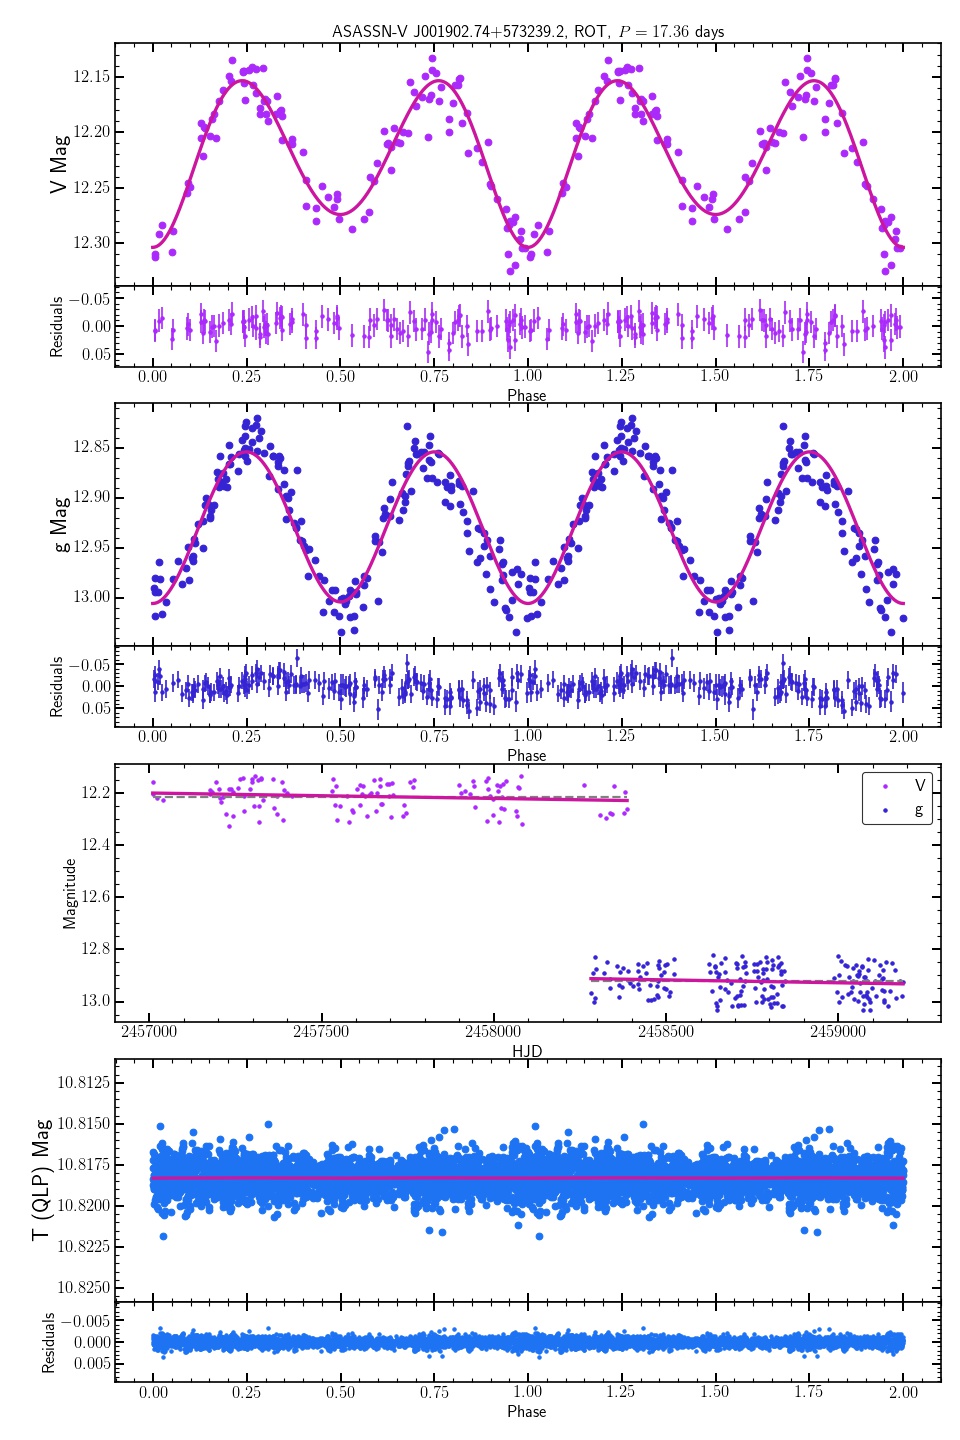 ASASSN-V J001902.74+573239.2, ROT, P = 17.36 days
V Mag
12.15
12.20
12.25
12.30
Residuals
−0.05
0.00
0.05
0.00 0.25 0.50 0.75 1.00 1.25 1.50 1.75 2.00
Phase
g Mag
12.85
12.90
12.95
13.00
Residuals
−0.05
0.00
0.05
0.00 0.25 0.50 0.75 1.00 1.25 1.50 1.75 2.00
Phase
Magnitude
12.2
12.4
12.6
12.8
13.0
V
g
2457000 2457500 2458000 2458500 2459000
HJD
T (QLP) Mag
10.8125
10.8150
10.8175
10.8200
10.8225
10.8250
Residuals
−0.005
0.000
0.005
0.00 0.25 0.50 0.75 1.00 1.25 1.50 1.75 2.00
Phase